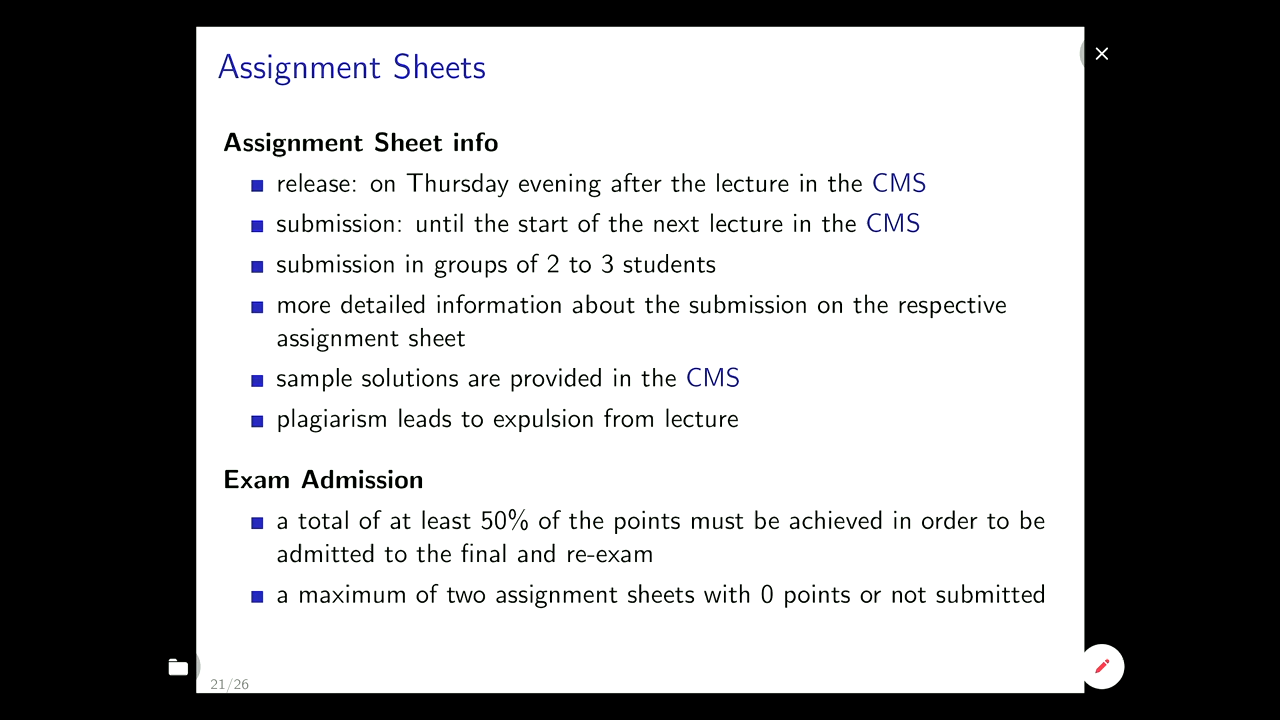 Assignment Sheets
Assignment Sheet info
release: on Thursday evening after the lecture in the CMS
submission: until the start of the next lecture in the CMS
submission in groups of 2 to 3 students
more detailed information about the submission on the respective
assignment sheet
sample solutions are provided in the CMS
plagiarism leads to expulsion from lecture
Exam Admission
a total of at least 50% of the points must be achieved in order to be
admitted to the final and re-exam
a maximum of two assignment sheets with 0 points or not submitted
21/26